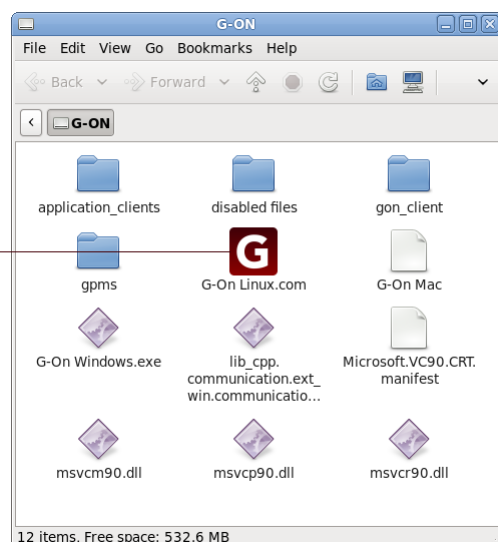 G-ON
File Edit View Go Bookmarks Help
Back Forward
G-ON
application_clients disabled files gon_client
G
gpms G-On Linux.com G-On Mac
G-On Windows.exe lib_cpp. Microsoft.VC90.CRT.
communication.ext_ manifest
win.communicatio...
msvcm90.dll msvcp90.dll msvcr90.dll
12 items, Free space: 532.6 MB